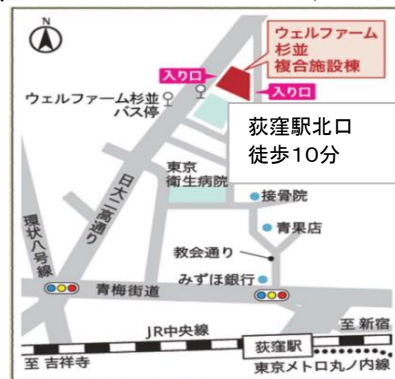 N
ウェルファーム
杉並
複合施設棟
入り口
入り口
ウェルファーム杉並
バス停
荻窪駅北口
徒歩10分
東京
衛生病院
接骨院
日大二高通り
青果店
環状八号線
教会通り
みずほ銀行
青梅街道
JR中央線
至 新宿
荻窪駅
至 吉祥寺
東京メトロ丸ノ内線